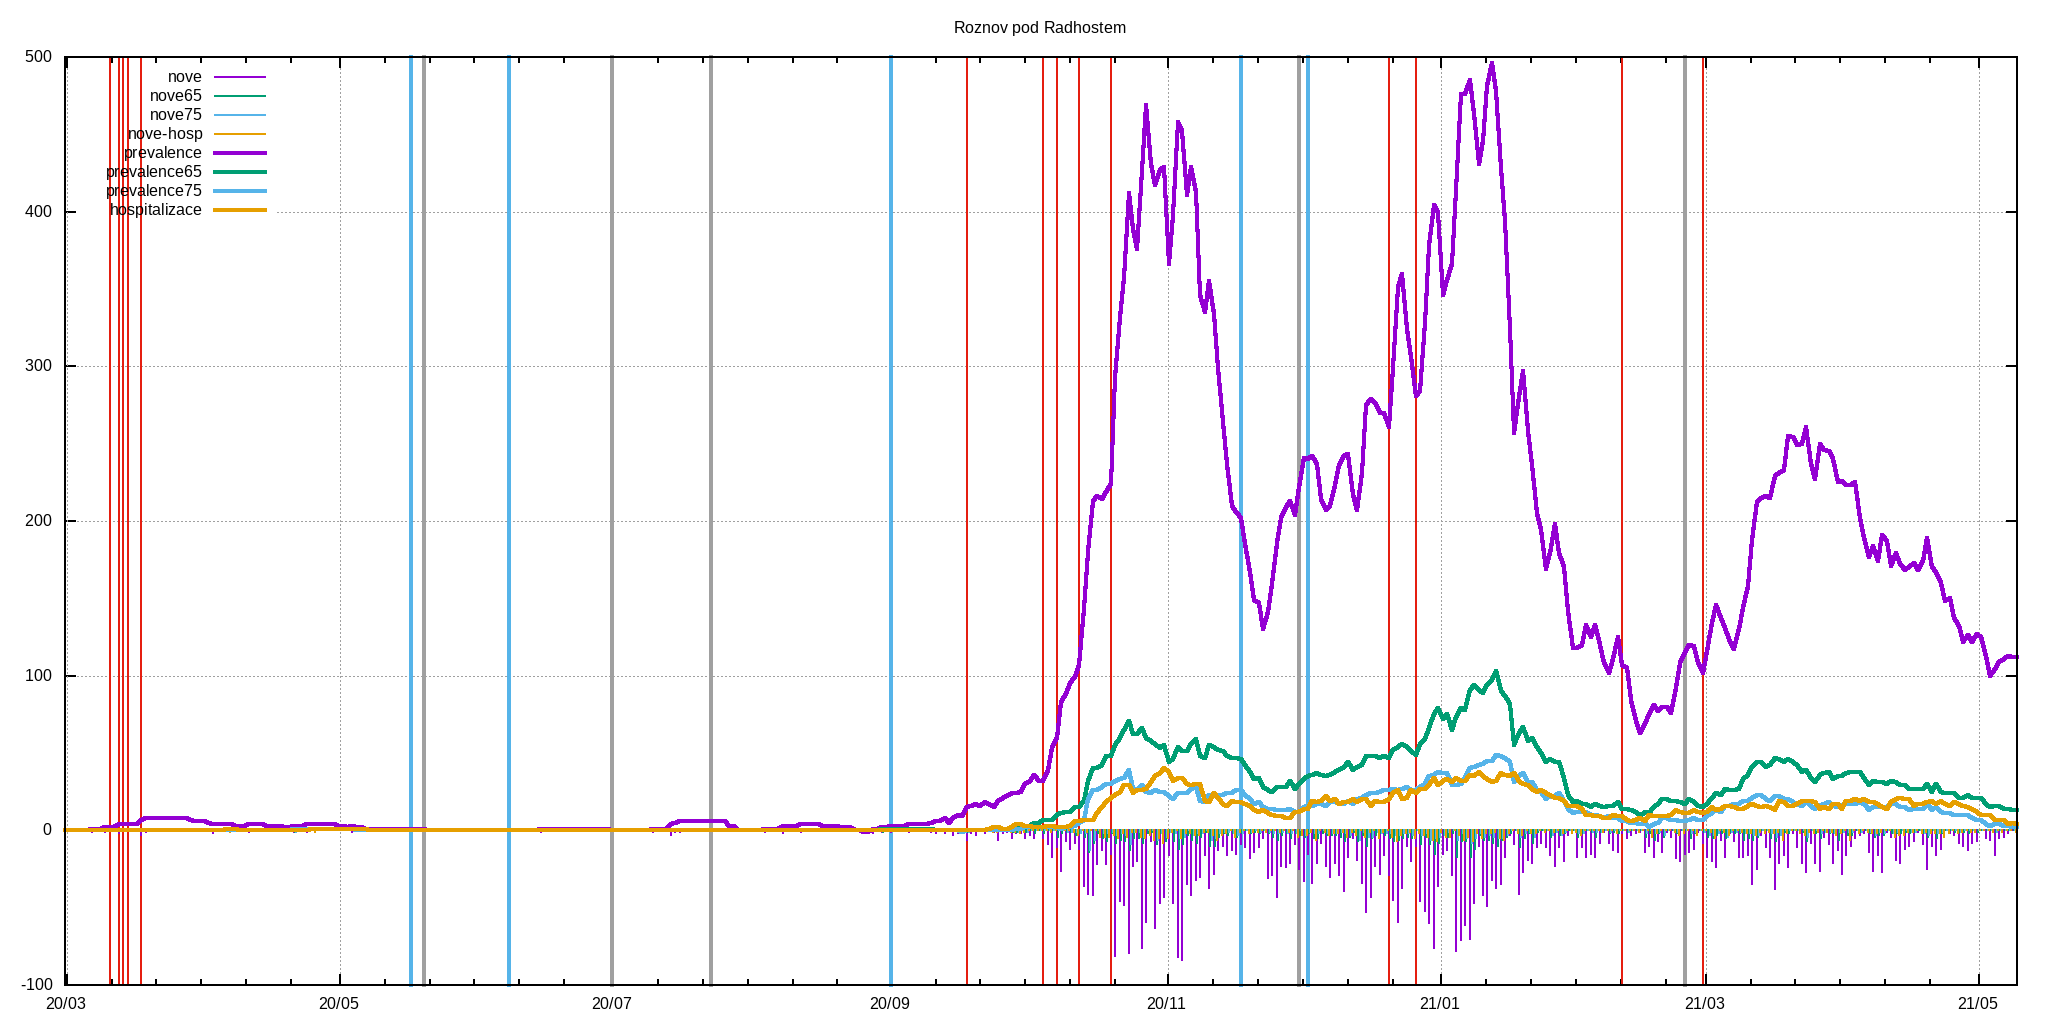 Roznov pod Radhostem
500
400
300
200
100
0
-100
nove
nove65
nove75
nove-hosp
prevalence
prevalence65
prevalence75
hospitalizace
20/03 20/05 20/07 20/09 20/11 21/01 21/03 21/05